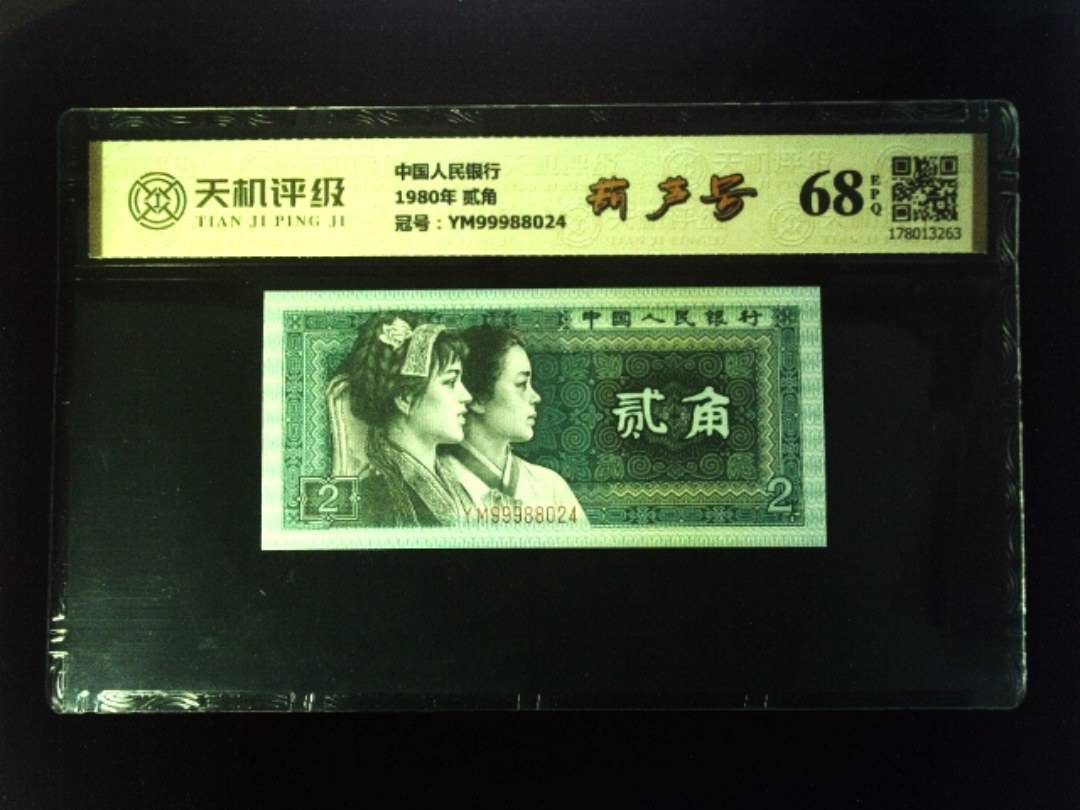 天机评级
TIAN JI PING JI
中国人民银行
1980年 贰角
冠号：YM99988024
葫芦号
68
EPQ
178013263
中国人民银行
贰角
2
2
YM99988024